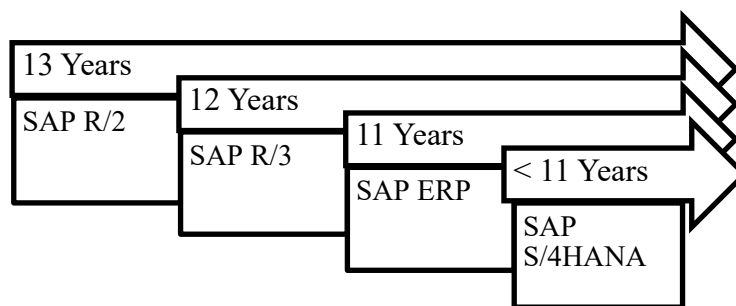 13 Years
SAP R/2
12 Years
SAP R/3
11 Years
SAP ERP
< 11 Years
SAP
S/4HANA